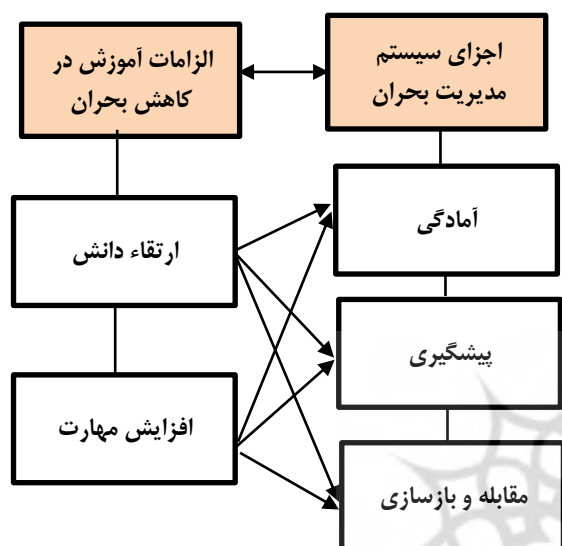 اجزای سیستم
مدیریت بحران
الزامات آموزش در
کاهش بحران
آمادگی
ارتقاء دانش
پیشگیری
افزایش مهارت
مقابله و بازسازی